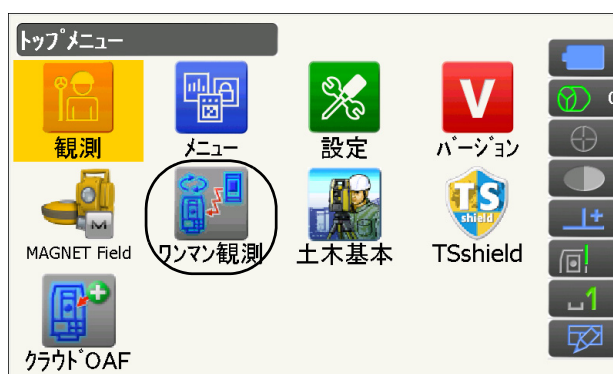 トップメニュー
観測
メニュー
設定
V
バージョン
M
MAGNET Field
ワンマン観測
土木基本
TS
shield
TSshield
クラウドOAF
1